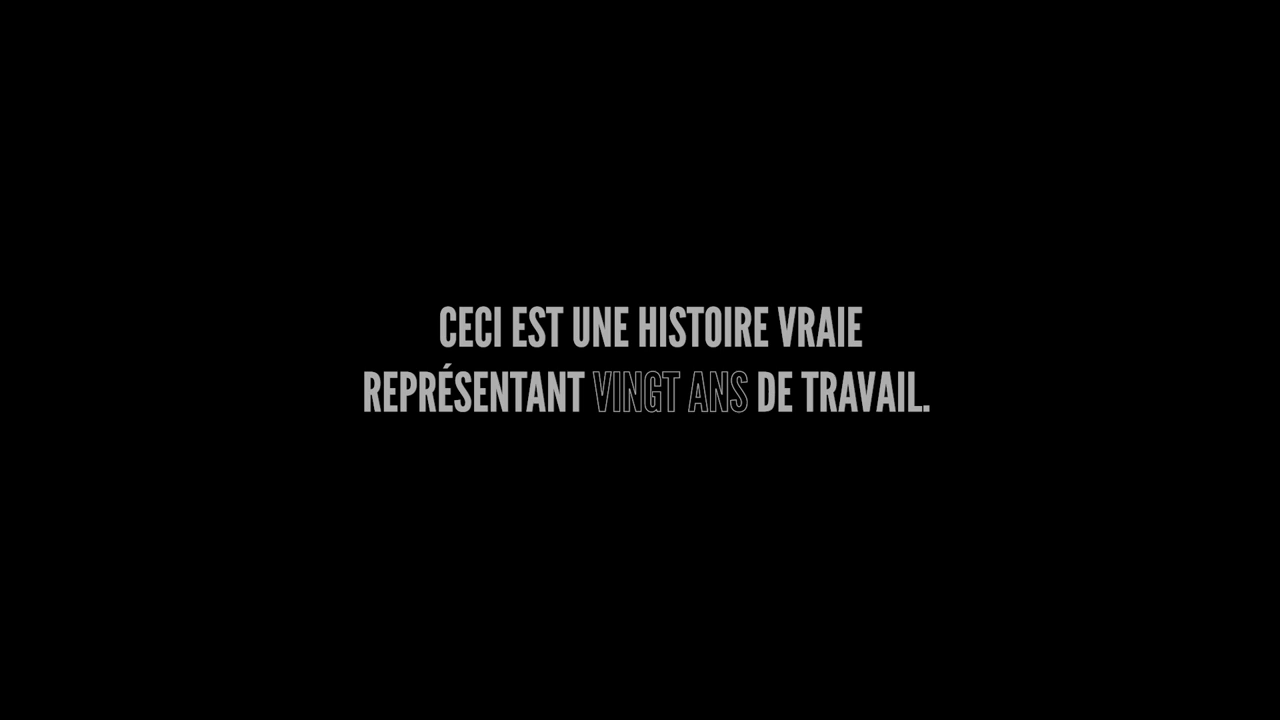 CECI EST UNE HISTOIRE VRAIE
REPRÉSENTANT VINGT ANS DE TRAVAIL.